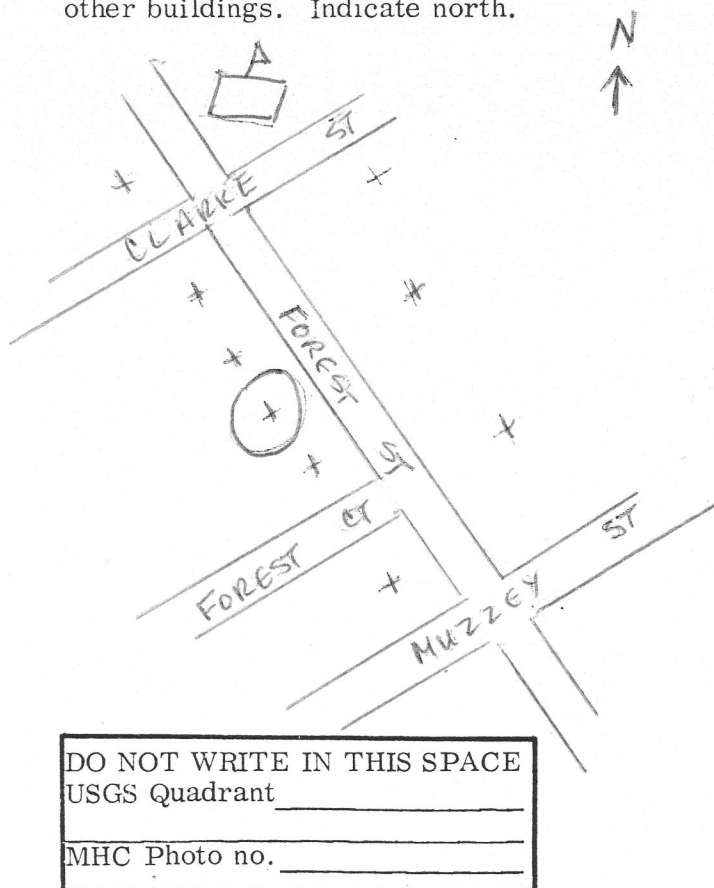 other buildings. Indicate north.
N
CLARKE ST
FOREST ST
FOREST CT
MUZZEY ST
DO NOT WRITE IN THIS SPACE
USGS Quadrant
MHC Photo no.